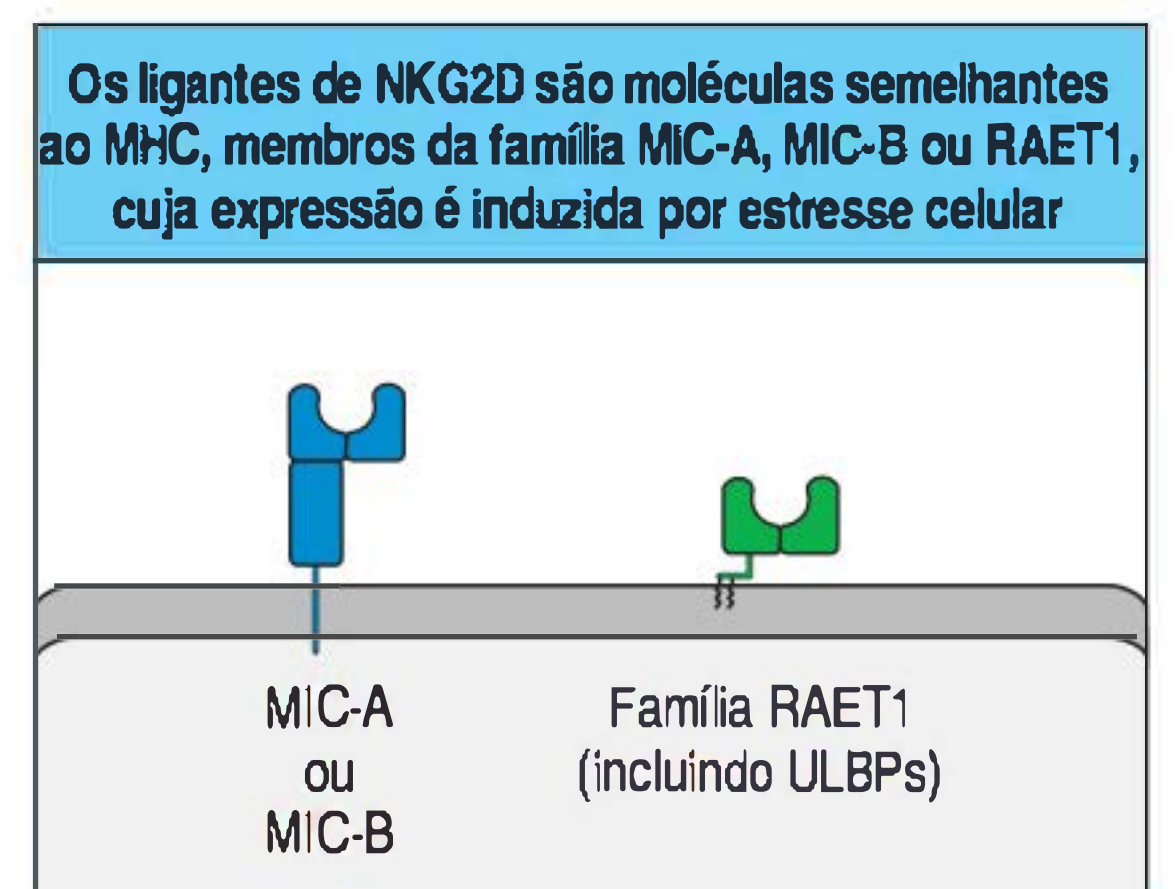 Os ligantes de NKG2D são moléculas semelhantes
ao MHC, membros da família MIC-A, MIC-B ou RAET1,
cuja expressão é induzida por estresse celular
MIC-A
ou
MIC-B
Família RAET1
(incluindo ULBPs)